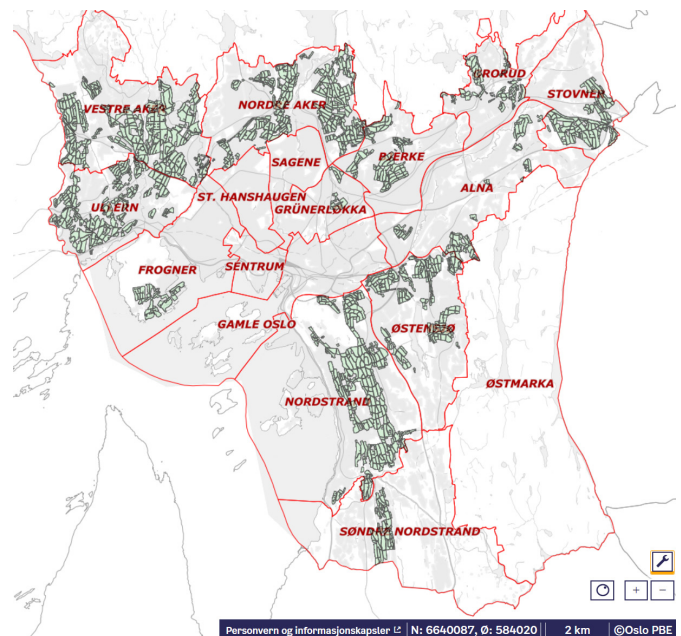 GRORUD
STOVNER
VESTRE AKER
NORDRE AKER
SAGENE
BJERKE
ALNA
ST. HANSHAUGEN
GRÜNERLØKKA
ULLERN
FROGNER
SENTRUM
GAMLE OSLO
ØSTENSJØ
ØSTMARKA
NORDSTRAND
SØNDRE NORDSTRAND
+ −
Personvern og informasjonskapsler N: 6640087, Ø: 584020 2 km ©Oslo PBE